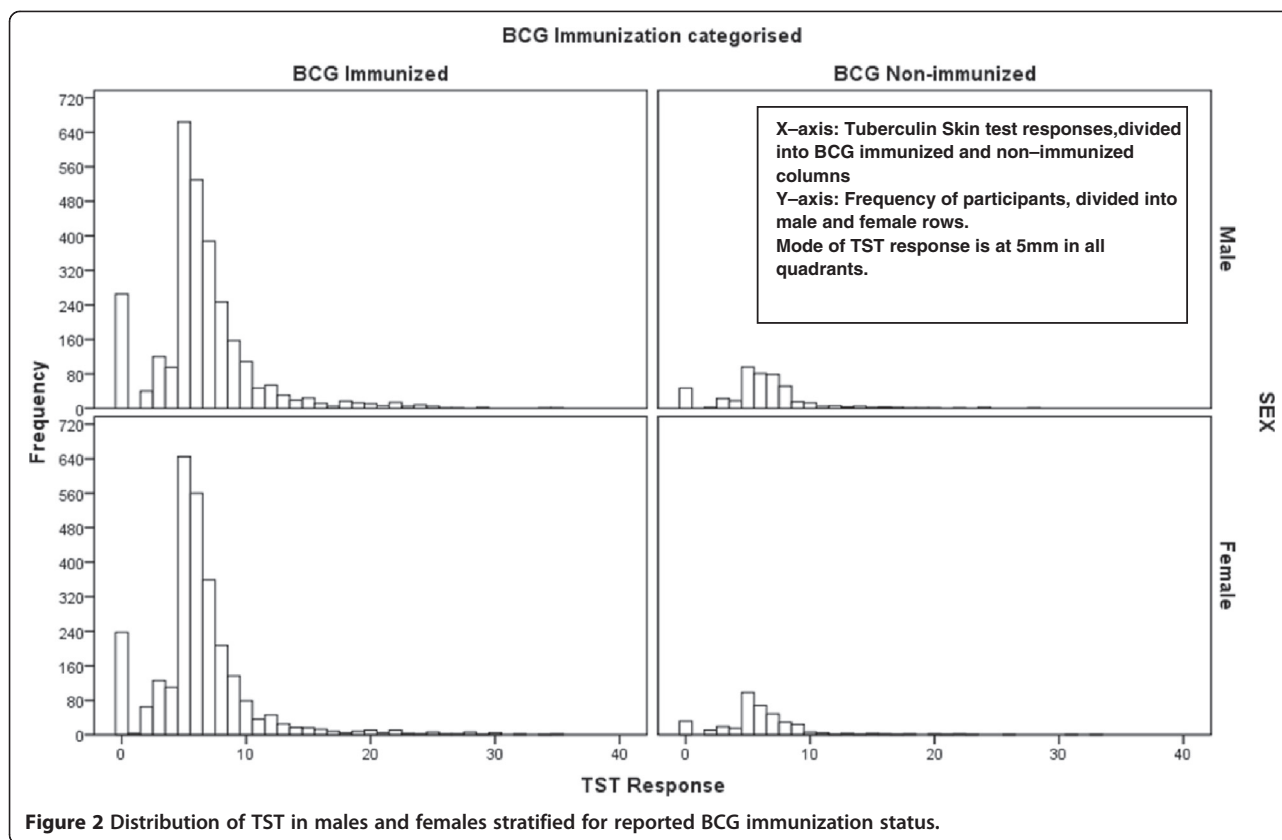 BCG Immunization categorised
BCG Immunized
BCG Non-immunized
720
640
560
480
400
320
240
160
80
0
X–axis: Tuberculin Skin test responses,divided
into BCG immunized and non–immunized
columns
Y–axis: Frequency of participants, divided into
male and female rows.
Mode of TST response is at 5mm in all
quadrants.
Male
Frequency
SEX
720
640
560
480
400
320
240
160
80
0
Female
0 10 20 30 40
0 10 20 30 40
TST Response
Figure 2 Distribution of TST in males and females stratified for reported BCG immunization status.